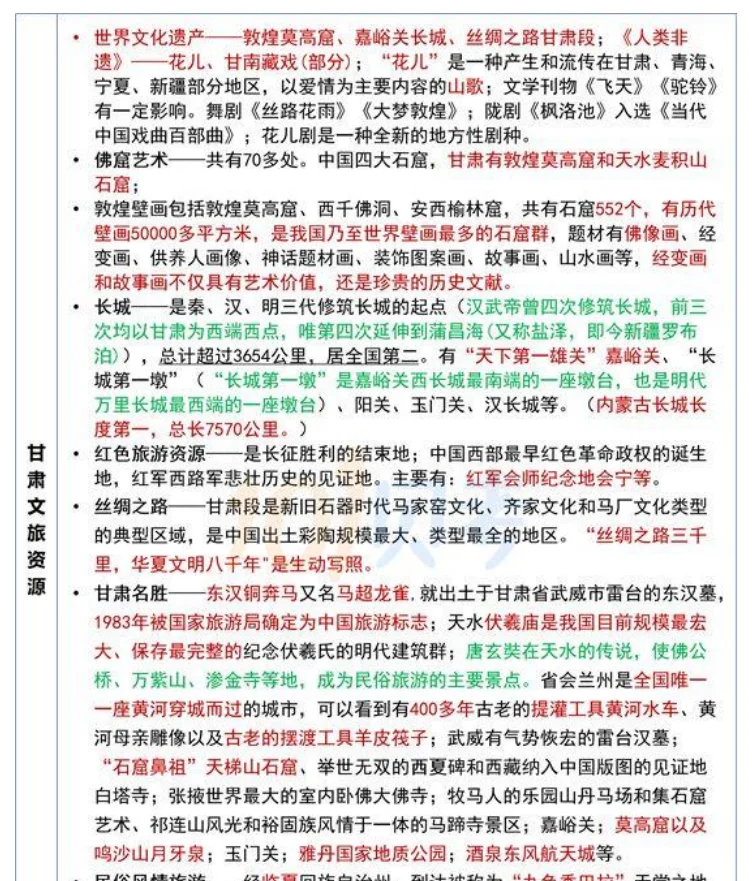 • 世界文化遗产——敦煌莫高窟、嘉峪关长城、丝绸之路甘肃段；《人类非
遗》——花儿、甘南藏戏(部分)；“花儿”是一种产生和流传在甘肃、青海、
宁夏、新疆部分地区，以爱情为主要内容的山歌；文学刊物《飞天》《驼铃》
有一定影响。舞剧《丝路花雨》《大梦敦煌》；陇剧《枫洛池》入选《当代
中国戏曲百部曲》；花儿剧是一种全新的地方性剧种。
• 佛窟艺术——共有70多处。中国四大石窟，甘肃有敦煌莫高窟和天水麦积山
石窟；
• 敦煌壁画包括敦煌莫高窟、西千佛洞、安西榆林窟，共有石窟552个，有历代
壁画50000多平方米，是我国乃至世界壁画最多的石窟群，题材有佛像画、经
变画、供养人画像、神话题材画、装饰图案画、故事画、山水画等，经变画
和故事画不仅具有艺术价值，还是珍贵的历史文献。
• 长城——是秦、汉、明三代修筑长城的起点（汉武帝曾四次修筑长城，前三
次均以甘肃为西端西点，唯第四次延伸到蒲昌海(又称盐泽，即今新疆罗布
泊)），总计超过3654公里，居全国第二。有“天下第一雄关”嘉峪关、“长
城第一墩”（“长城第一墩”是嘉峪关西长城最南端的一座墩台，也是明代
万里长城最西端的一座墩台）、阳关、玉门关、汉长城等。（内蒙古长城长
度第一，总长7570公里。）
• 红色旅游资源——是长征胜利的结束地；中国西部最早红色革命政权的诞生
地，红军西路军悲壮历史的见证地。主要有：红军会师纪念地会宁等。
• 丝绸之路——甘肃段是新旧石器时代马家窑文化、齐家文化和马厂文化类型
的典型区域，是中国出土彩陶规模最大、类型最全的地区。“丝绸之路三千
里，华夏文明八千年"是生动写照。
甘肃文旅资源
• 甘肃名胜——东汉铜奔马又名马超龙雀.就出土于甘肃省武威市雷台的东汉墓，
1983年被国家旅游局确定为中国旅游标志；天水伏羲庙是我国目前规模最宏
大、保存最完整的纪念伏羲氏的明代建筑群；唐玄奘在天水的传说，使佛公
桥、万紫山、渗金寺等地，成为民俗旅游的主要景点。省会兰州是全国唯一
一座黄河穿城而过的城市，可以看到有400多年古老的提灌工具黄河水车、黄
河母亲雕像以及古老的摆渡工具羊皮筏子；武威有气势恢宏的雷台汉墓；
“石窟鼻祖”天梯山石窟、举世无双的西夏碑和西藏纳入中国版图的见证地
白塔寺；张掖世界最大的室内卧佛大佛寺；牧马人的乐园山丹马场和集石窟
艺术、祁连山风光和裕固族风情于一体的马蹄寺景区；嘉峪关；莫高窟以及
鸣沙山月牙泉；玉门关；雅丹国家地质公园；酒泉东风航天城等。